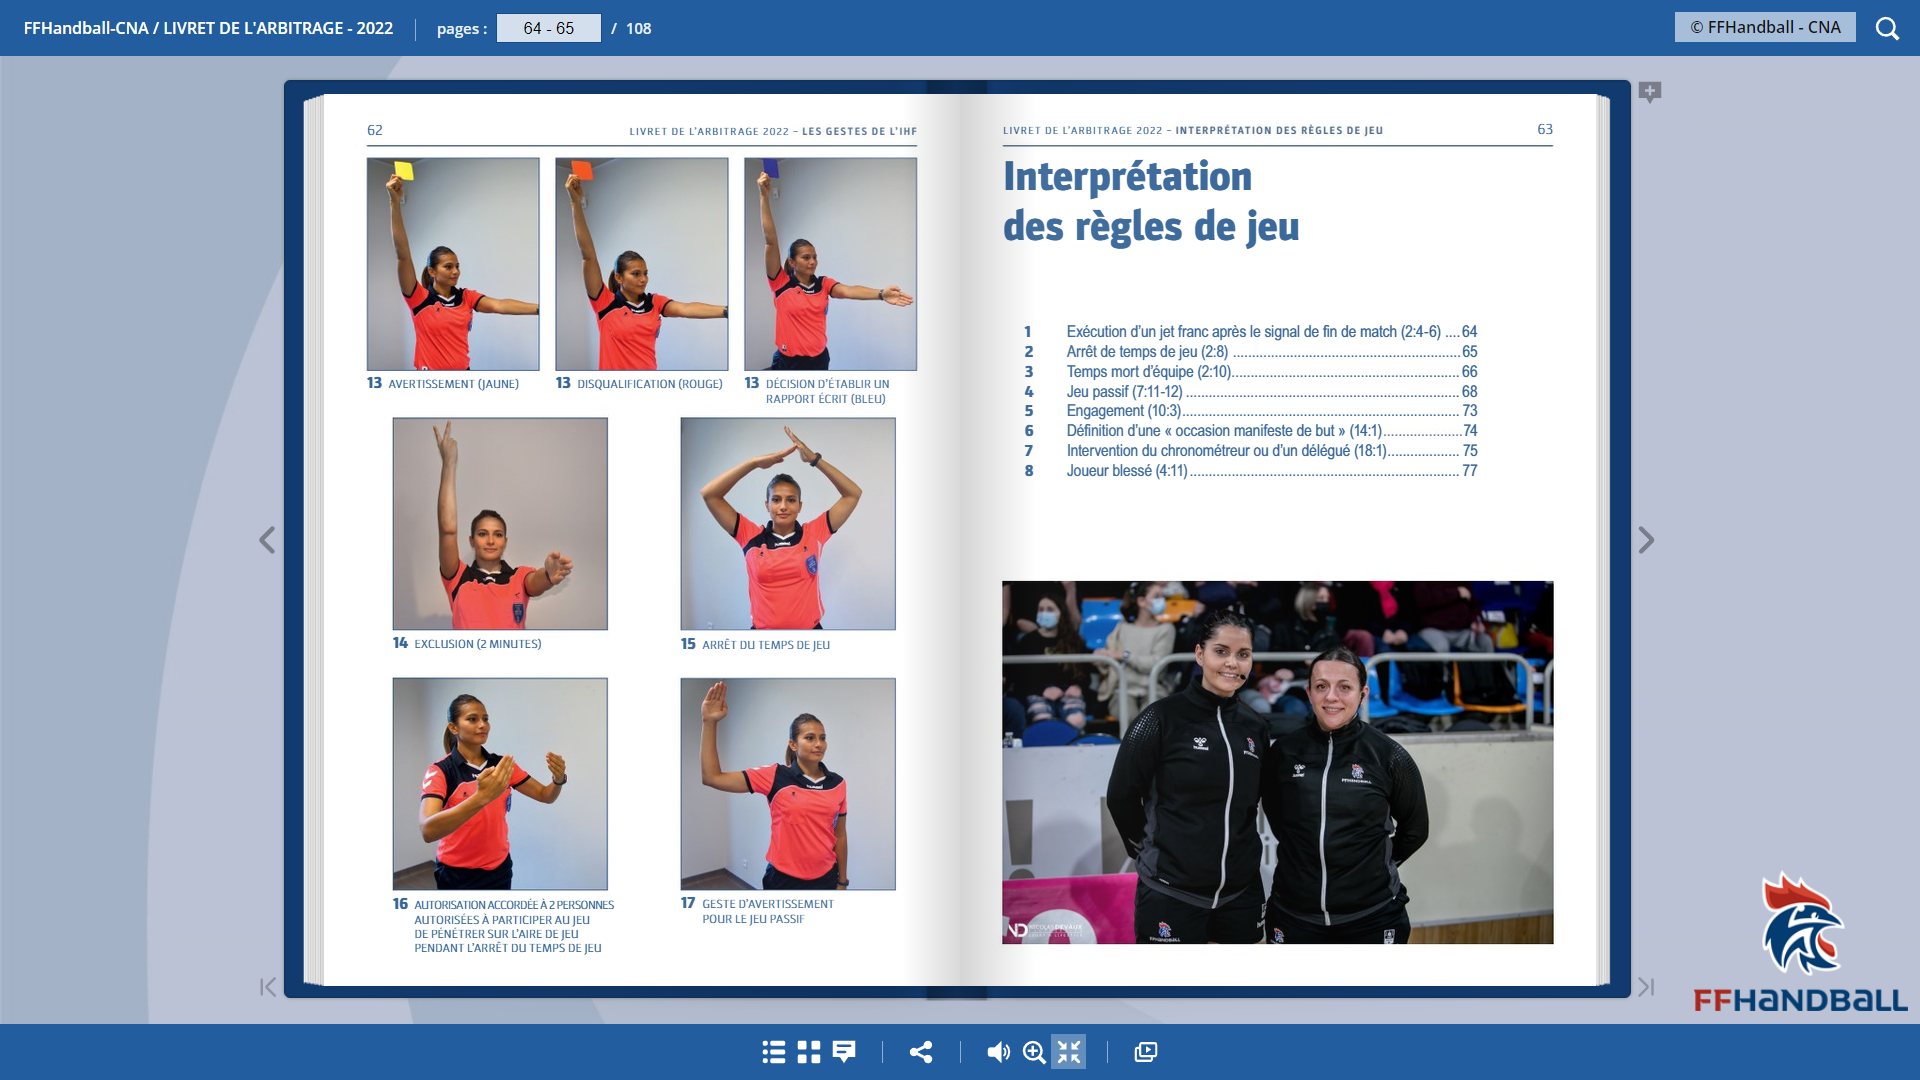 FFHandball-CNA / LIVRET DE L'ARBITRAGE - 2022
pages : 64 - 65 / 108
© FFHandball - CNA
62
LIVRET DE L'ARBITRAGE 2022 – LES GESTES DE L'IHF
13 AVERTISSEMENT (JAUNE)
13 DISQUALIFICATION (ROUGE)
13 DÉCISION D'ÉTABLIR UN
RAPPORT ÉCRIT (BLEU)
14 EXCLUSION (2 MINUTES)
15 ARRÊT DU TEMPS DE JEU
16 AUTORISATION ACCORDÉE À 2 PERSONNES
AUTORISÉES À PARTICIPER AU JEU
DE PÉNÉTRER SUR L'AIRE DE JEU
PENDANT L'ARRÊT DU TEMPS DE JEU
17 GESTE D'AVERTISSEMENT
POUR LE JEU PASSIF
LIVRET DE L'ARBITRAGE 2022 – INTERPRÉTATION DES RÈGLES DE JEU
63
Interprétation
des règles de jeu
1 Exécution d'un jet franc après le signal de fin de match (2:4-6) ....64
2 Arrêt de temps de jeu (2:8) ............................................................65
3 Temps mort d'équipe (2:10)............................................................ 66
4 Jeu passif (7:11-12) ........................................................................ 68
5 Engagement (10:3)......................................................................... 73
6 Définition d'une « occasion manifeste de but » (14:1).....................74
7 Intervention du chronométreur ou d'un délégué (18:1)................... 75
8 Joueur blessé (4:11)....................................................................... 77
ND NICOLAS DEVAUX
FFHANDBALL
FFHANDBALL